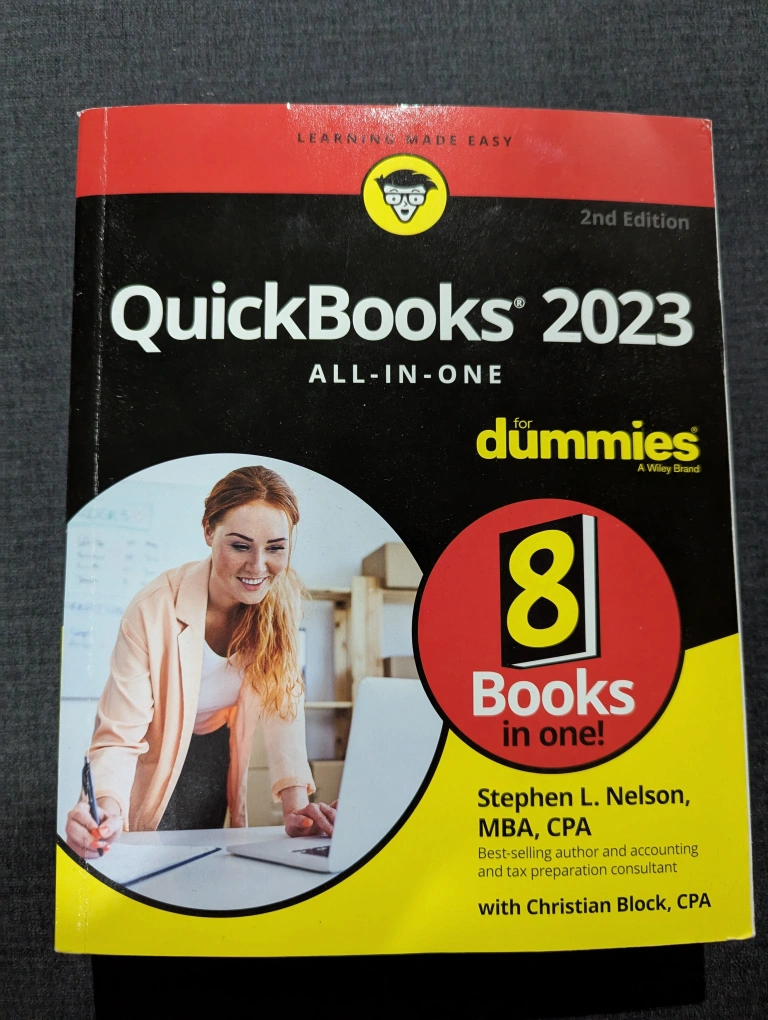 LEARNING MADE EASY
2nd Edition
QuickBooks® 2023
ALL-IN-ONE
for
dummies®
A Wiley Brand
8
Books
in one!
Stephen L. Nelson,
MBA, CPA
Best-selling author and accounting
and tax preparation consultant
with Christian Block, CPA